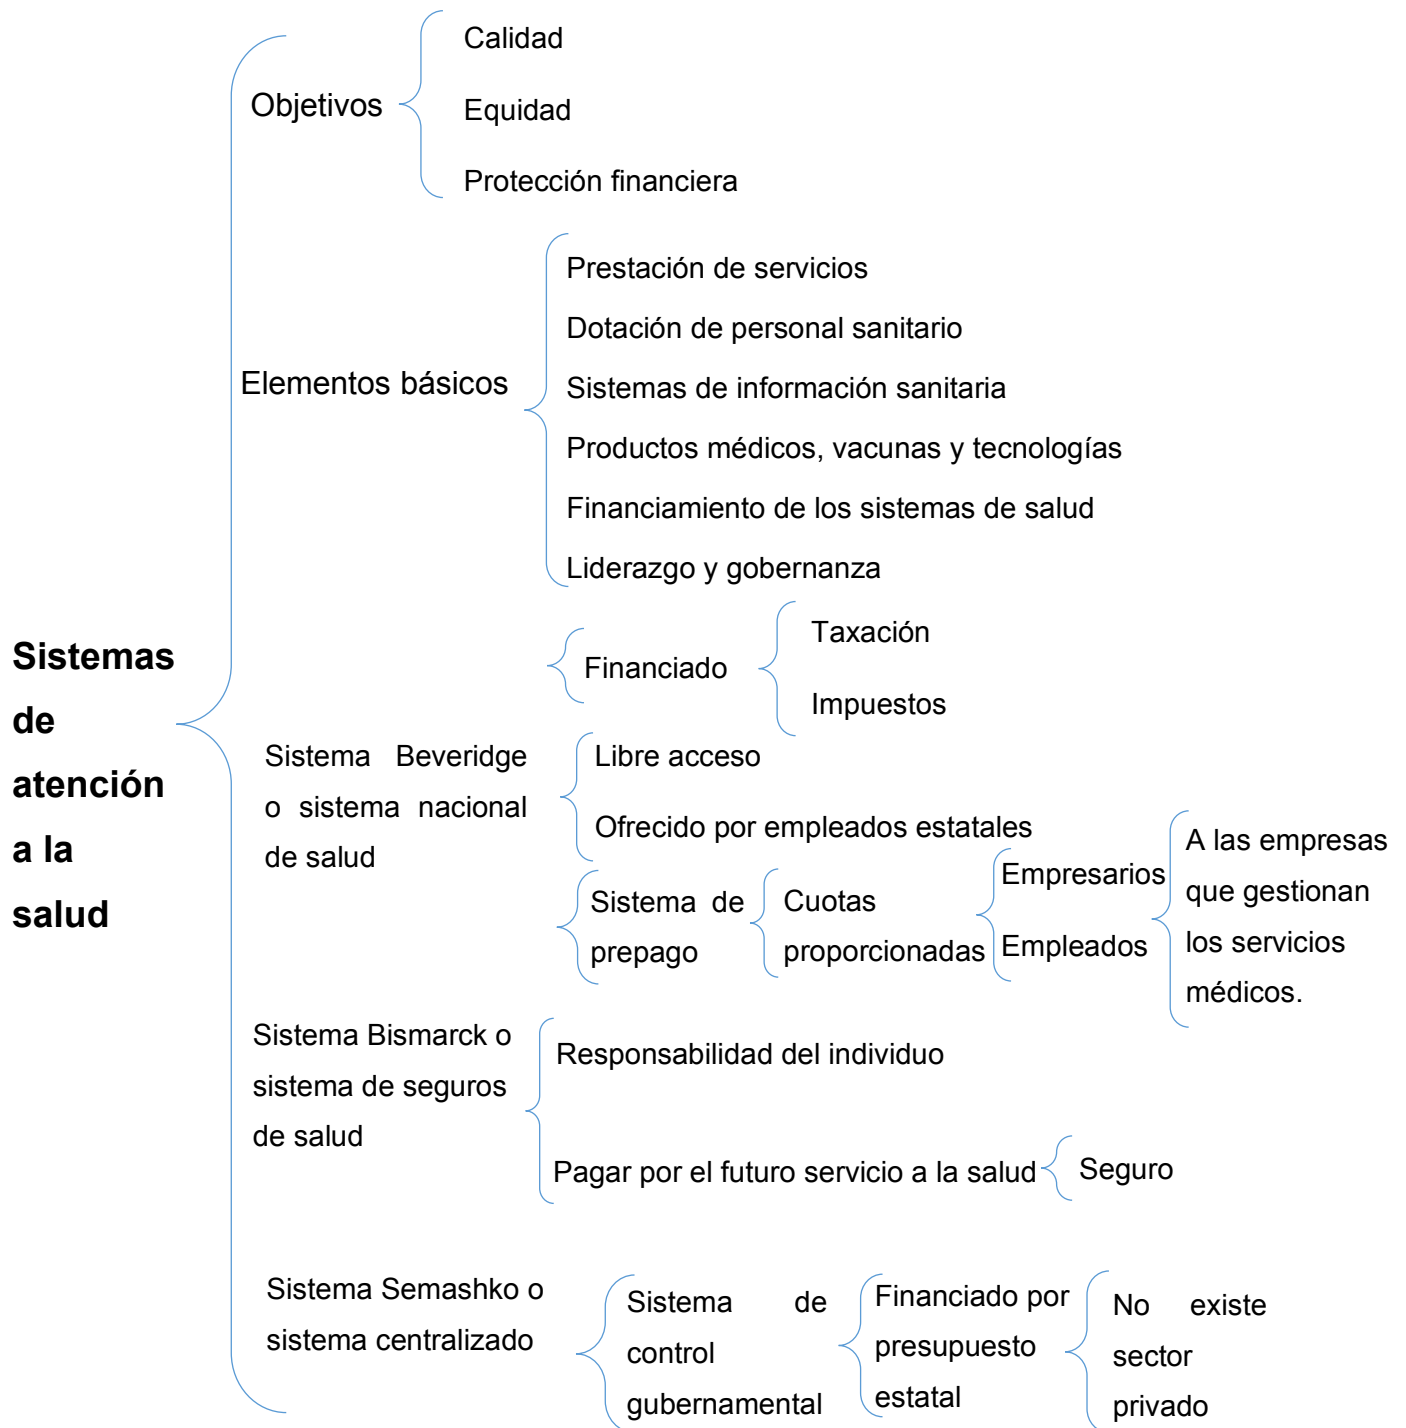 Sistemas
de
atención
a la
salud
Objetivos
Calidad
Equidad
Protección financiera
Elementos básicos
Prestación de servicios
Dotación de personal sanitario
Sistemas de información sanitaria
Productos médicos, vacunas y tecnologías
Financiamiento de los sistemas de salud
Liderazgo y gobernanza
Sistema Beveridge
o sistema nacional
de salud
Financiado
Taxación
Impuestos
Libre acceso
Ofrecido por empleados estatales
Sistema de
prepago
Cuotas
proporcionadas
Empresarios
Empleados
A las empresas
que gestionan
los servicios
médicos.
Sistema Bismarck o
sistema de seguros
de salud
Responsabilidad del individuo
Pagar por el futuro servicio a la salud
Seguro
Sistema Semashko o
sistema centralizado
Sistema de
control
gubernamental
Financiado por
presupuesto
estatal
No existe
sector
privado